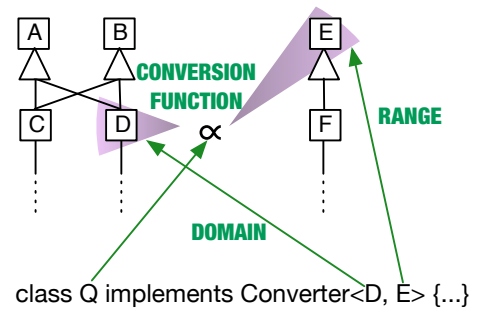 A B E
CONVERSION
FUNCTION
C D ∝ F
RANGE
DOMAIN
class Q implements Converter<D, E> {...}